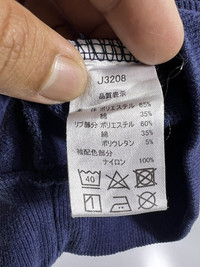 J3208
品質表示
ポリエステル 65%
綿 35%
リブ部分 ポリエステル 60%
綿 35%
ポリウレタン 5%
配色部分
ナイロン 100%
40